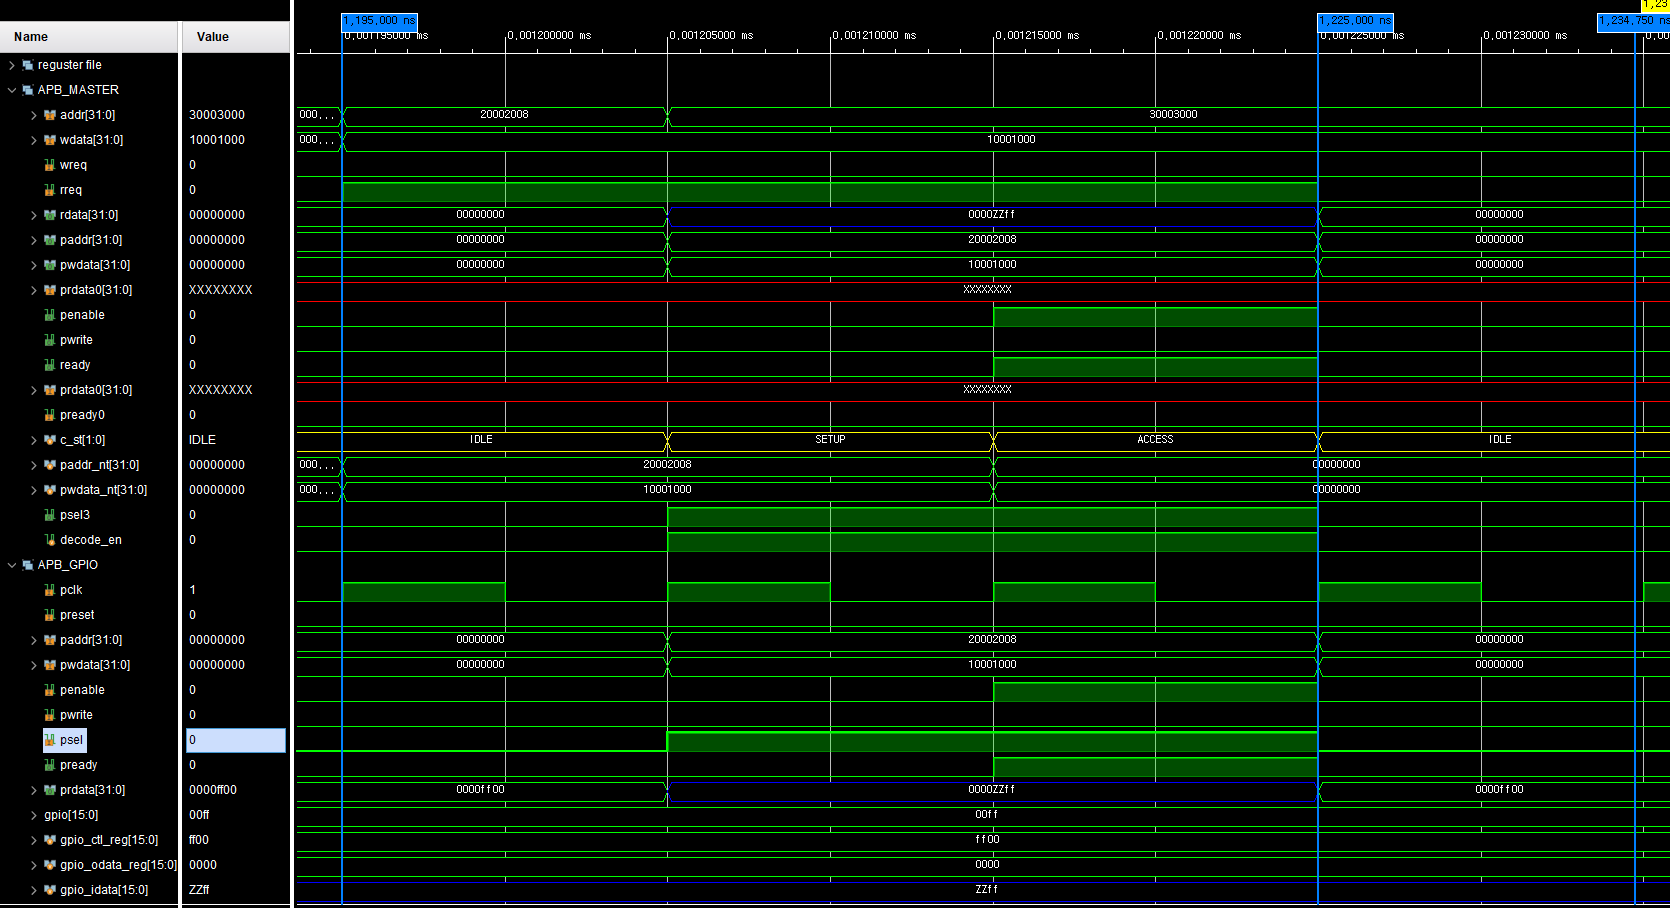 1,23
1,195,000 ns 1,225,000 ns 1,234,750 ns
Name Value 0.001195000 ms 0.001200000 ms 0.001205000 ms 0.001210000 ms 0.001215000 ms 0.001220000 ms 0.001225000 ms 0.001230000 ms 0.00
reguster file
APB_MASTER
addr[31:0] 30003000 000... 20002008 30003000
wdata[31:0] 10001000 000... 10001000
wreq 0
rreq 0
rdata[31:0] 00000000 00000000 0000ZZff 00000000
paddr[31:0] 00000000 00000000 20002008 00000000
pwdata[31:0] 00000000 00000000 10001000 00000000
prdata0[31:0] XXXXXXXX XXXXXXXX
penable 0
pwrite 0
ready 0
prdata0[31:0] XXXXXXXX XXXXXXXX
pready0 0
c_st[1:0] IDLE IDLE SETUP ACCESS IDLE
paddr_nt[31:0] 00000000 000... 20002008 00000000
pwdata_nt[31:0] 00000000 000... 10001000 00000000
psel3 0
decode_en 0
APB_GPIO
pclk 1
preset 0
paddr[31:0] 00000000 00000000 20002008 00000000
pwdata[31:0] 00000000 00000000 10001000 00000000
penable 0
pwrite 0
psel 0
pready 0
prdata[31:0] 0000ff00 0000ff00 0000ZZff 0000ff00
gpio[15:0] 00ff 00ff
gpio_ctl_reg[15:0] ff00 ff00
gpio_odata_reg[15:0] 0000 0000
gpio_idata[15:0] ZZff ZZff